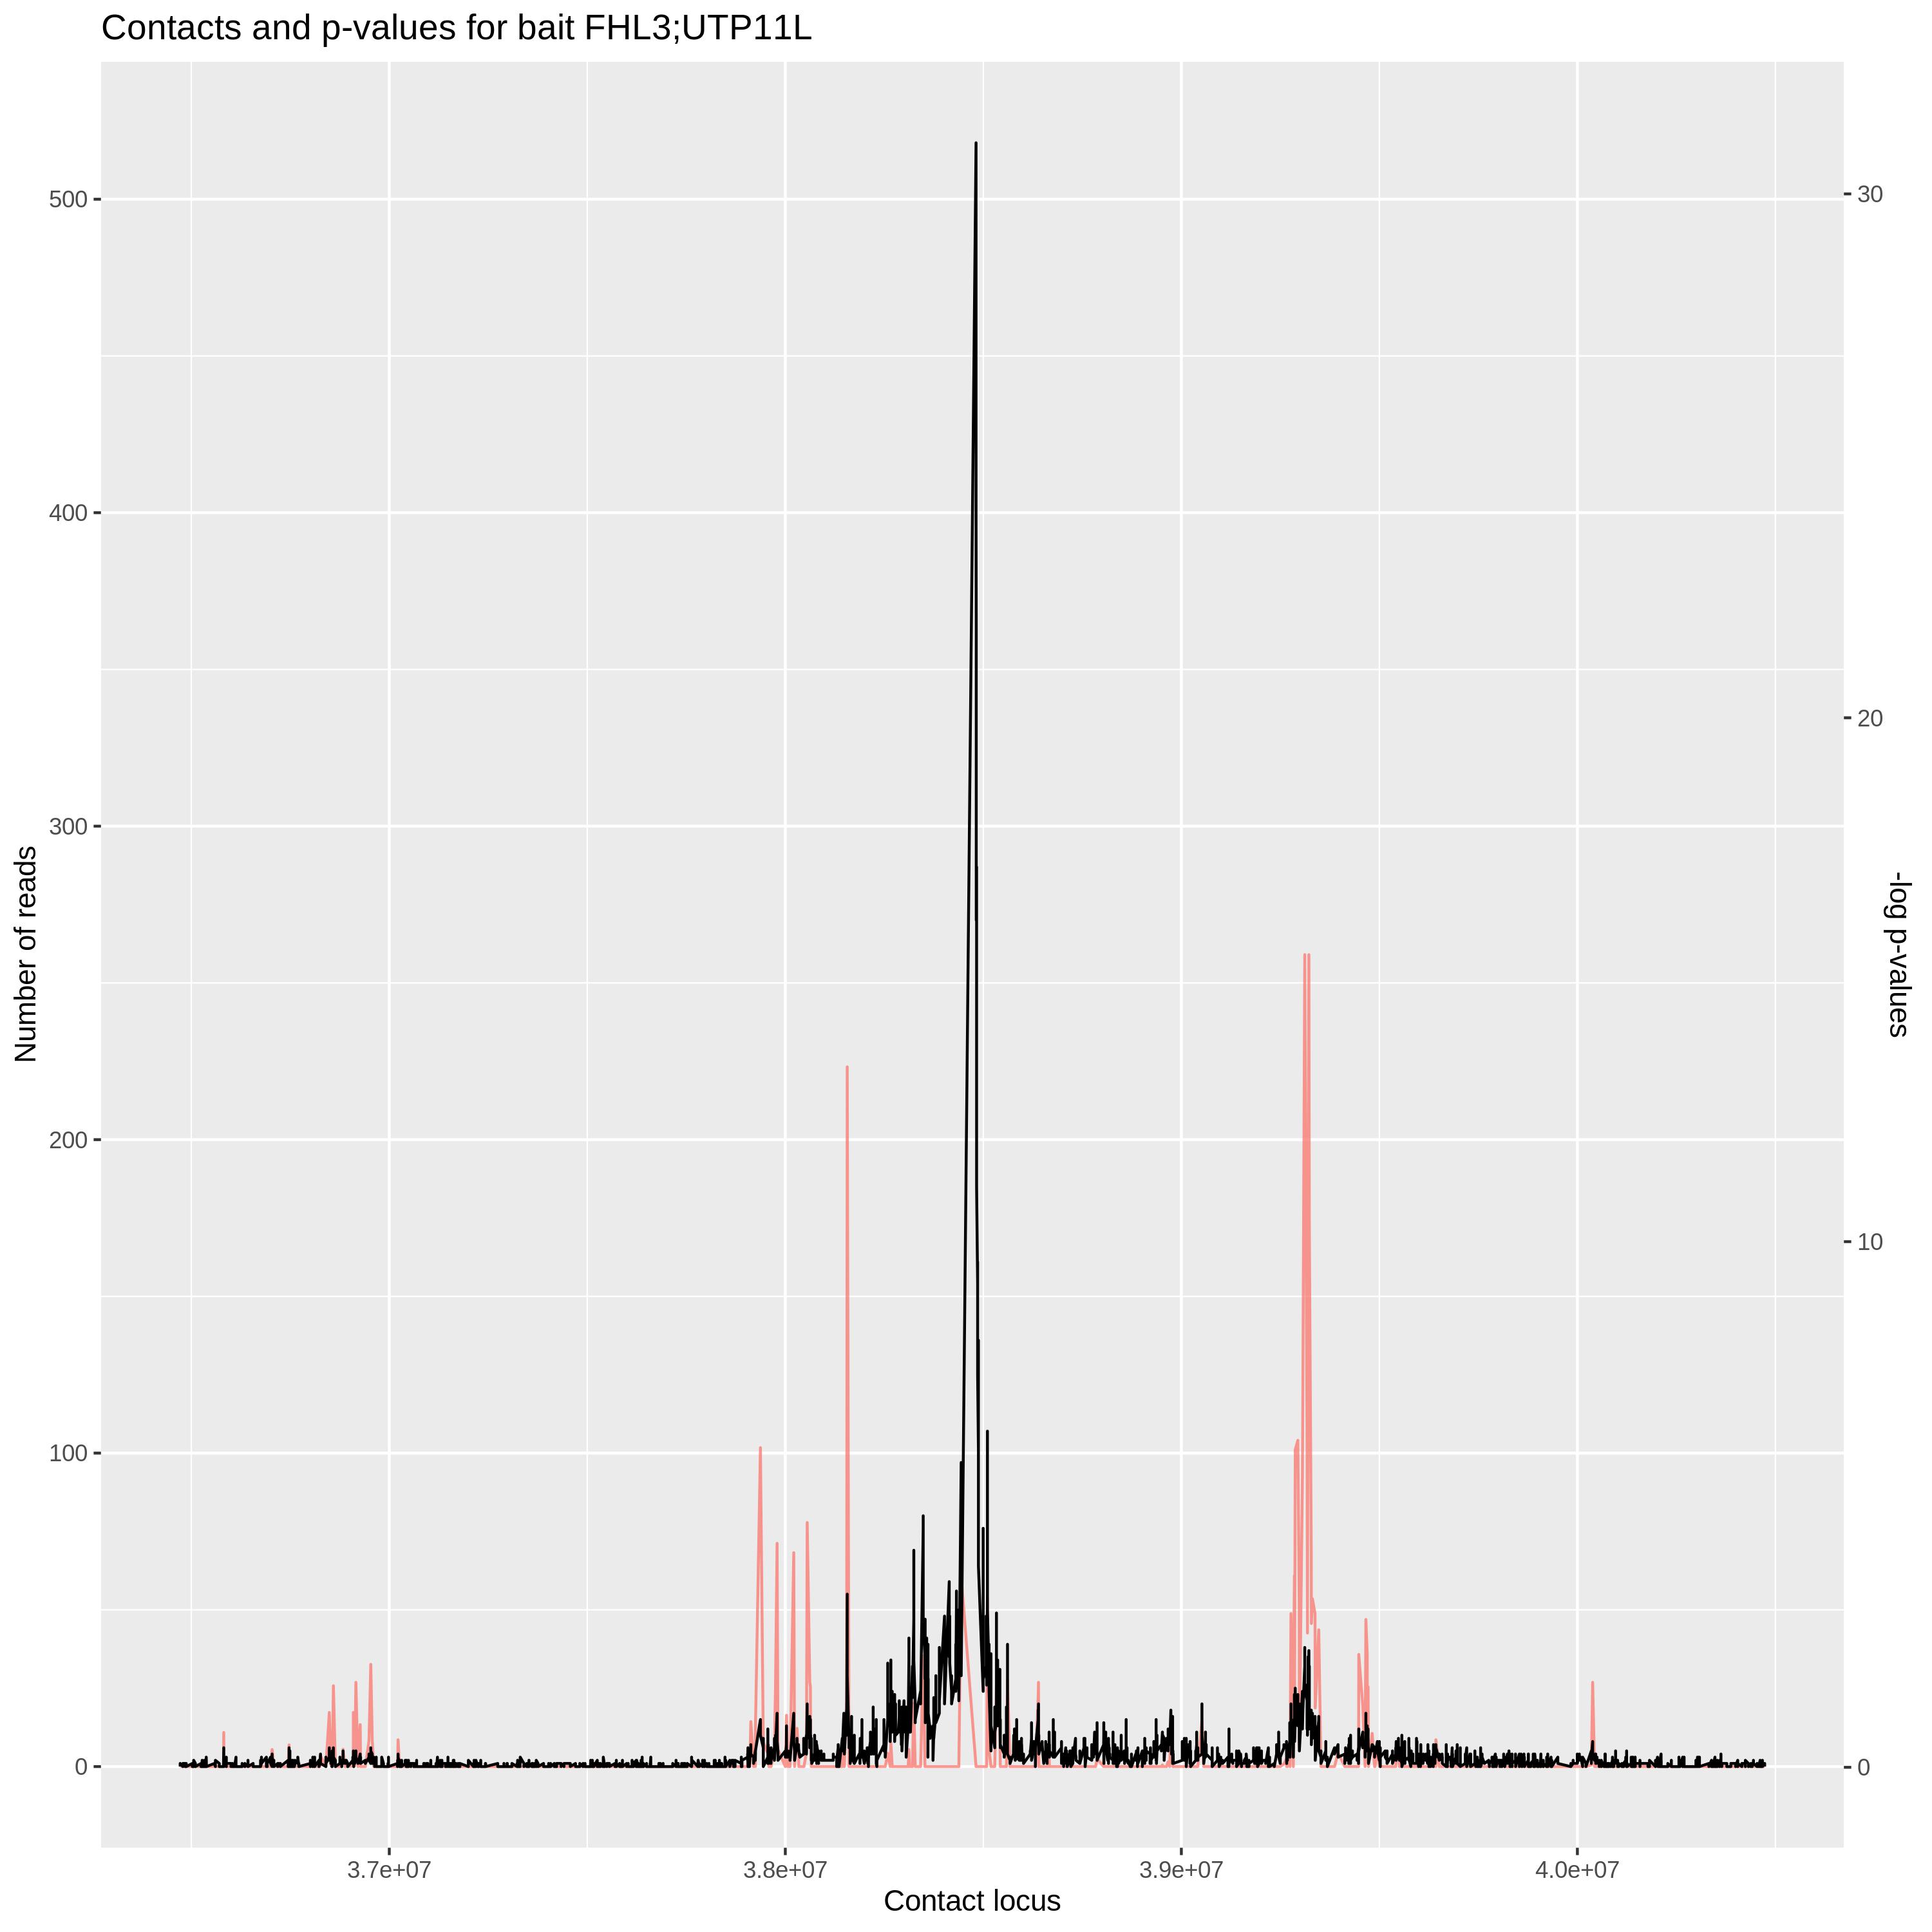 Contacts and p-values for bait FHL3;UTP11L
500
400
300
200
100
0
Number of reads
30
20
10
0
-log p-values
3.7e+07
3.8e+07
3.9e+07
4.0e+07
Contact locus